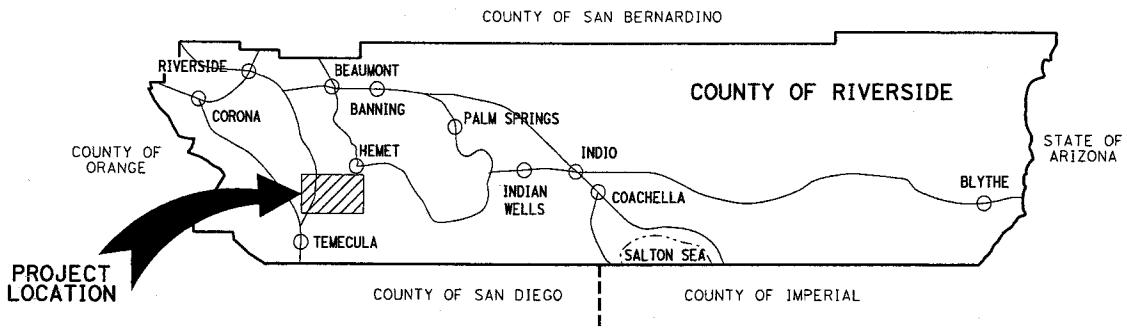 COUNTY OF SAN BERNARDINO
RIVERSIDE
BEAUMONT
COUNTY OF RIVERSIDE
BANNING
CORONA
PALM SPRINGS
STATE OF
ARIZONA
COUNTY OF
ORANGE
HEMET
INDIO
INDIAN
WELLS
COACHELLA
BLYTHE
TEMECULA
SALTON SEA
PROJECT
LOCATION
COUNTY OF SAN DIEGO
COUNTY OF IMPERIAL